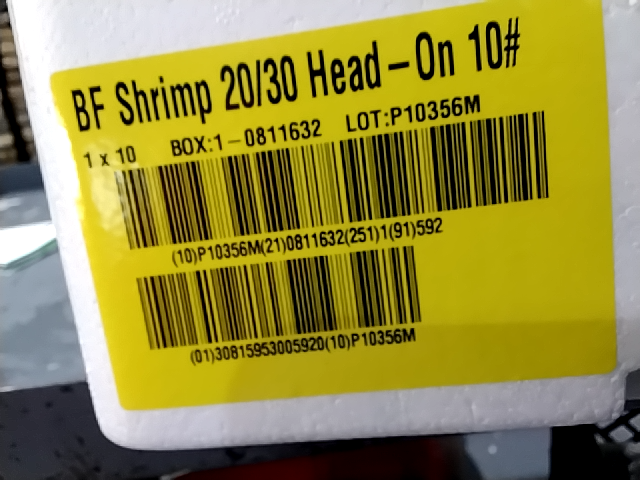 BF Shrimp 20/30 Head-On 10#
1 x 10 BOX:1-0811632 LOT:P10356M
(10)P10356M(21)0811632(251)1(91)592
(01)30815953005920(10)P10356M